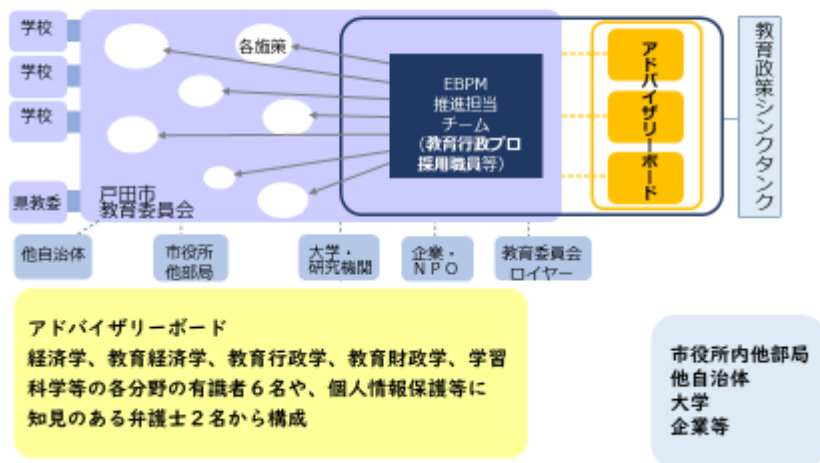 学校
学校
学校
県教委
各施策
戸田市
教育委員会
EBPM
推進担当
チーム
(教育行政プロ
採用職員等)
アドバイザリーボード
教育政策シンクタンク
他自治体
市役所
他部局
大学・
研究機関
企業・
NPO
教育委員会
ロイヤー
アドバイザリーボード
経済学、教育経済学、教育行政学、教育財政学、学習
科学等の各分野の有識者6名や、個人情報保護等に
知見のある弁護士2名から構成
市役所内他部局
他自治体
大学
企業等